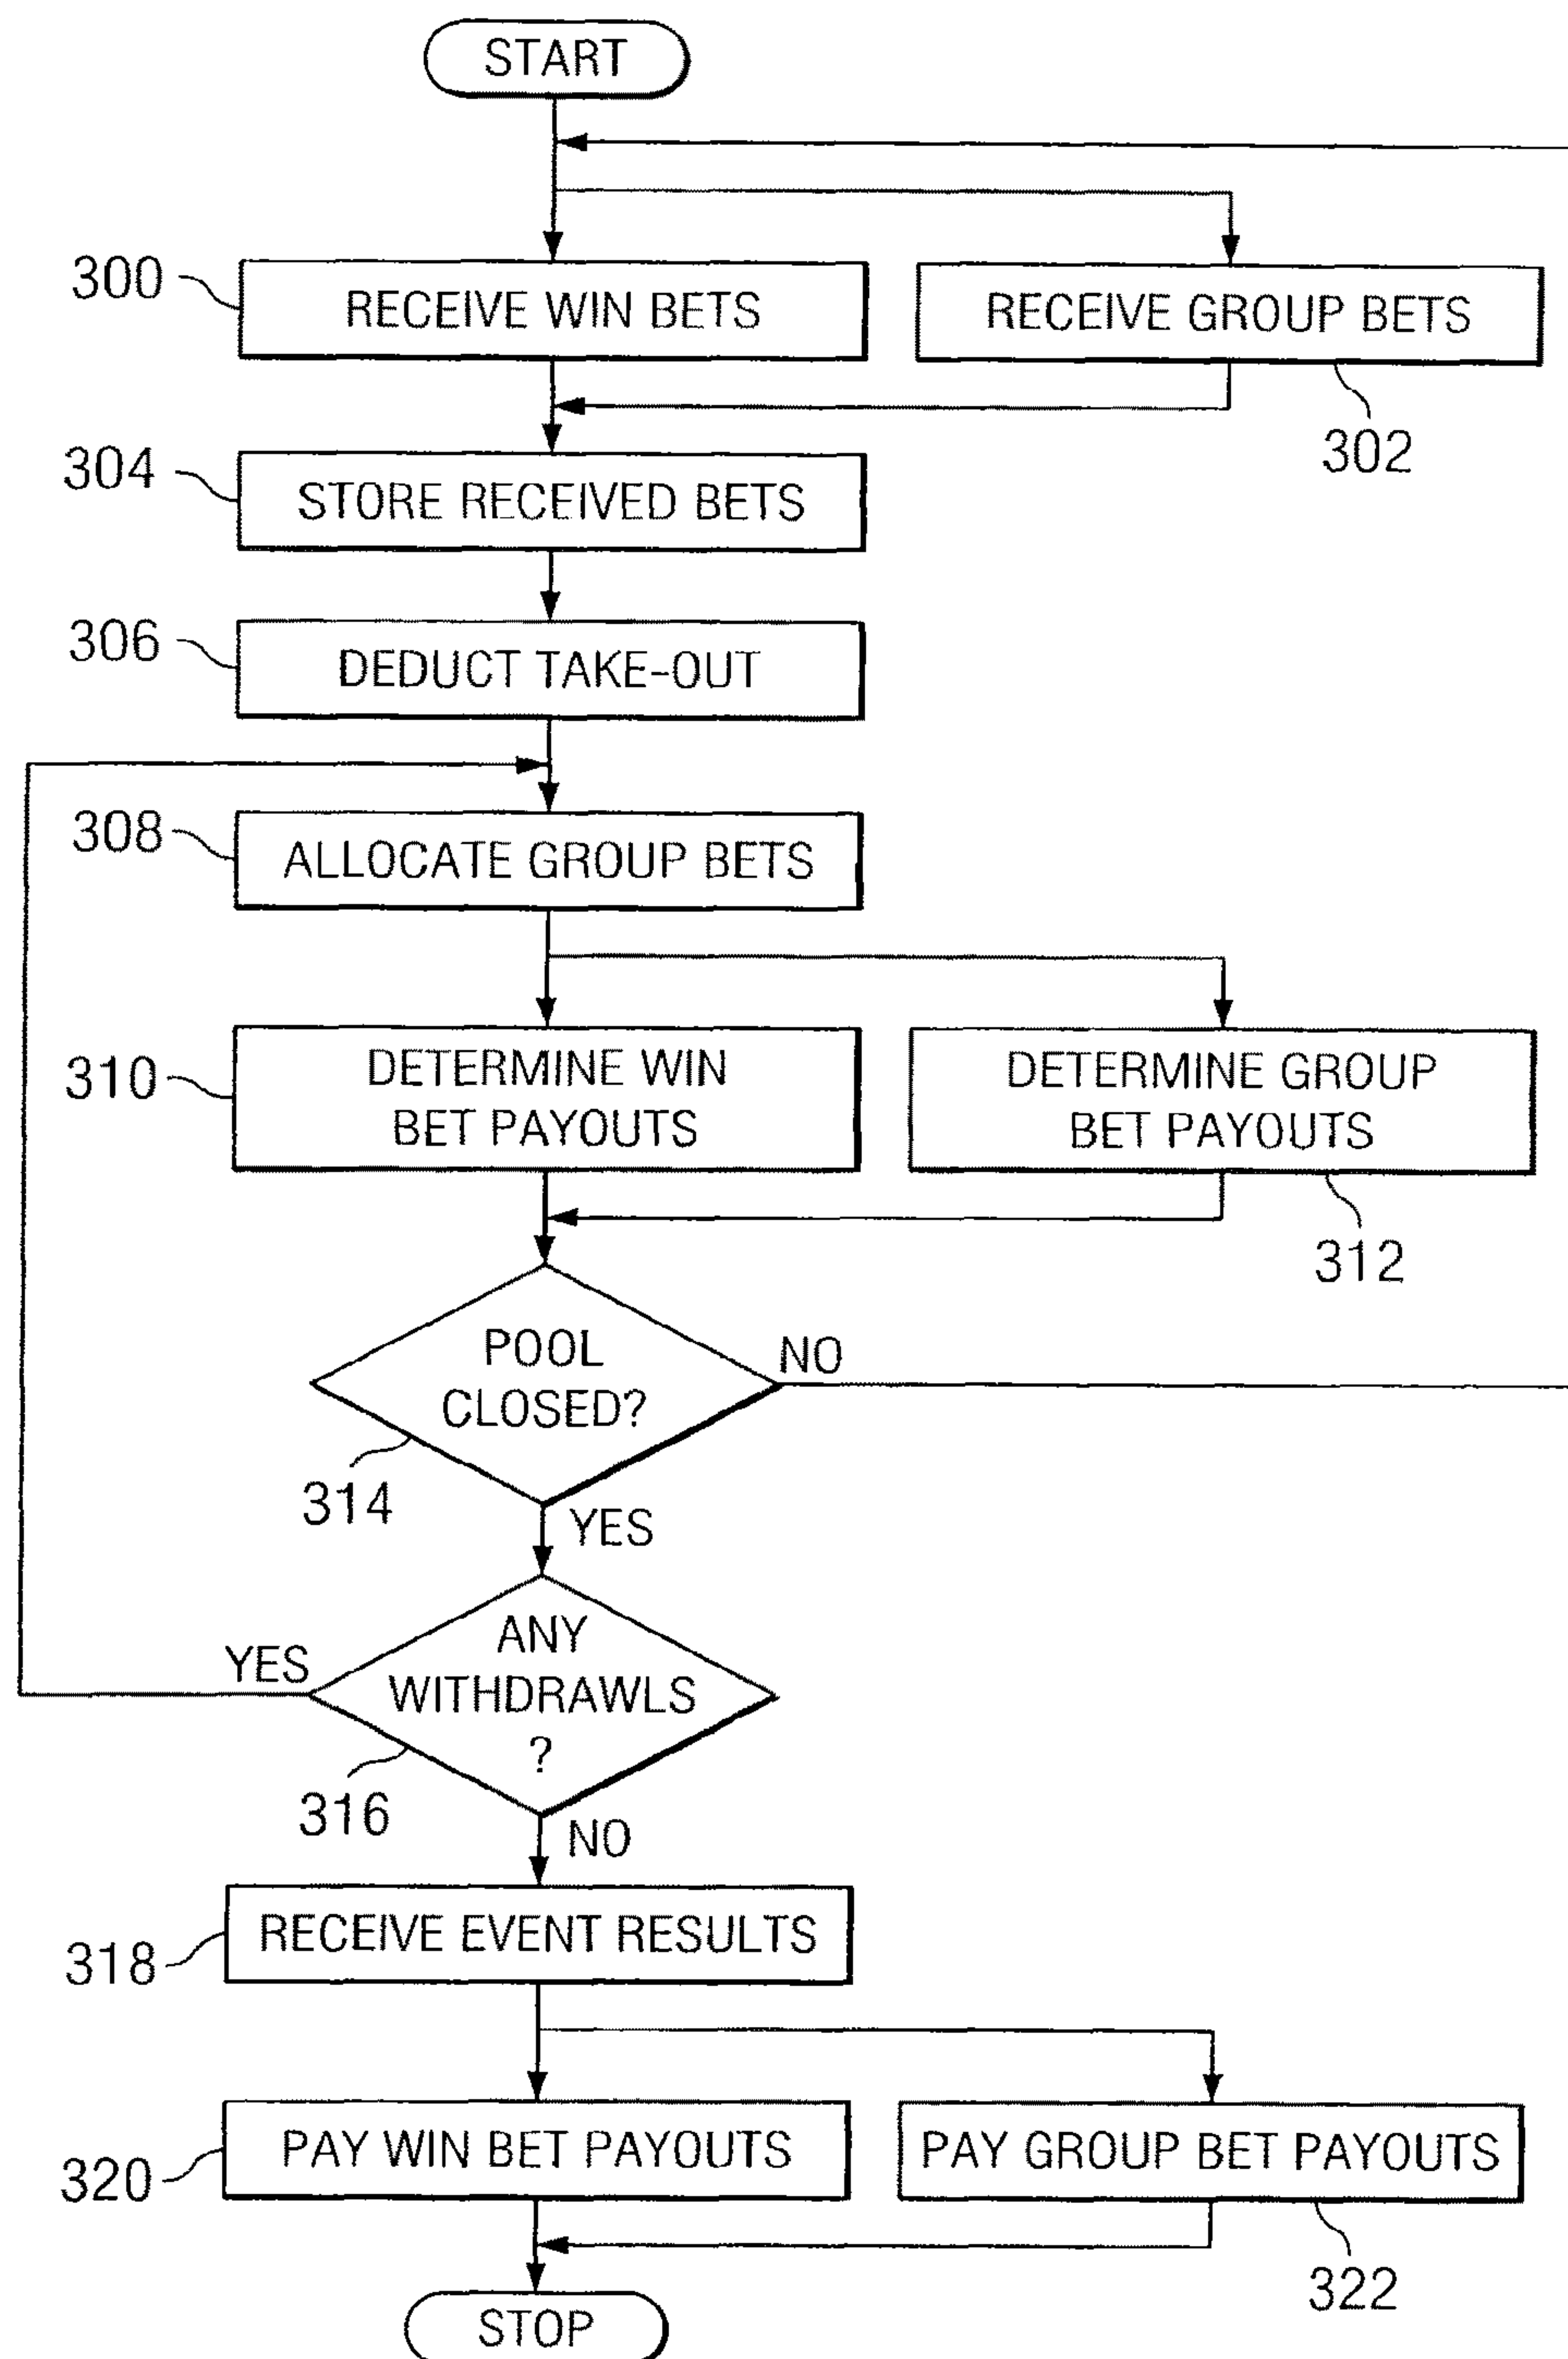 START
300
RECEIVE WIN BETS
RECEIVE GROUP BETS
302
304
STORE RECEIVED BETS
306
DEDUCT TAKE-OUT
308
ALLOCATE GROUP BETS
310
DETERMINE WIN
BET PAYOUTS
DETERMINE GROUP
BET PAYOUTS
312
POOL
CLOSED?
NO
314
YES
ANY
WITHDRAWLS
?
YES
316
NO
318
RECEIVE EVENT RESULTS
320
PAY WIN BET PAYOUTS
PAY GROUP BET PAYOUTS
322
STOP